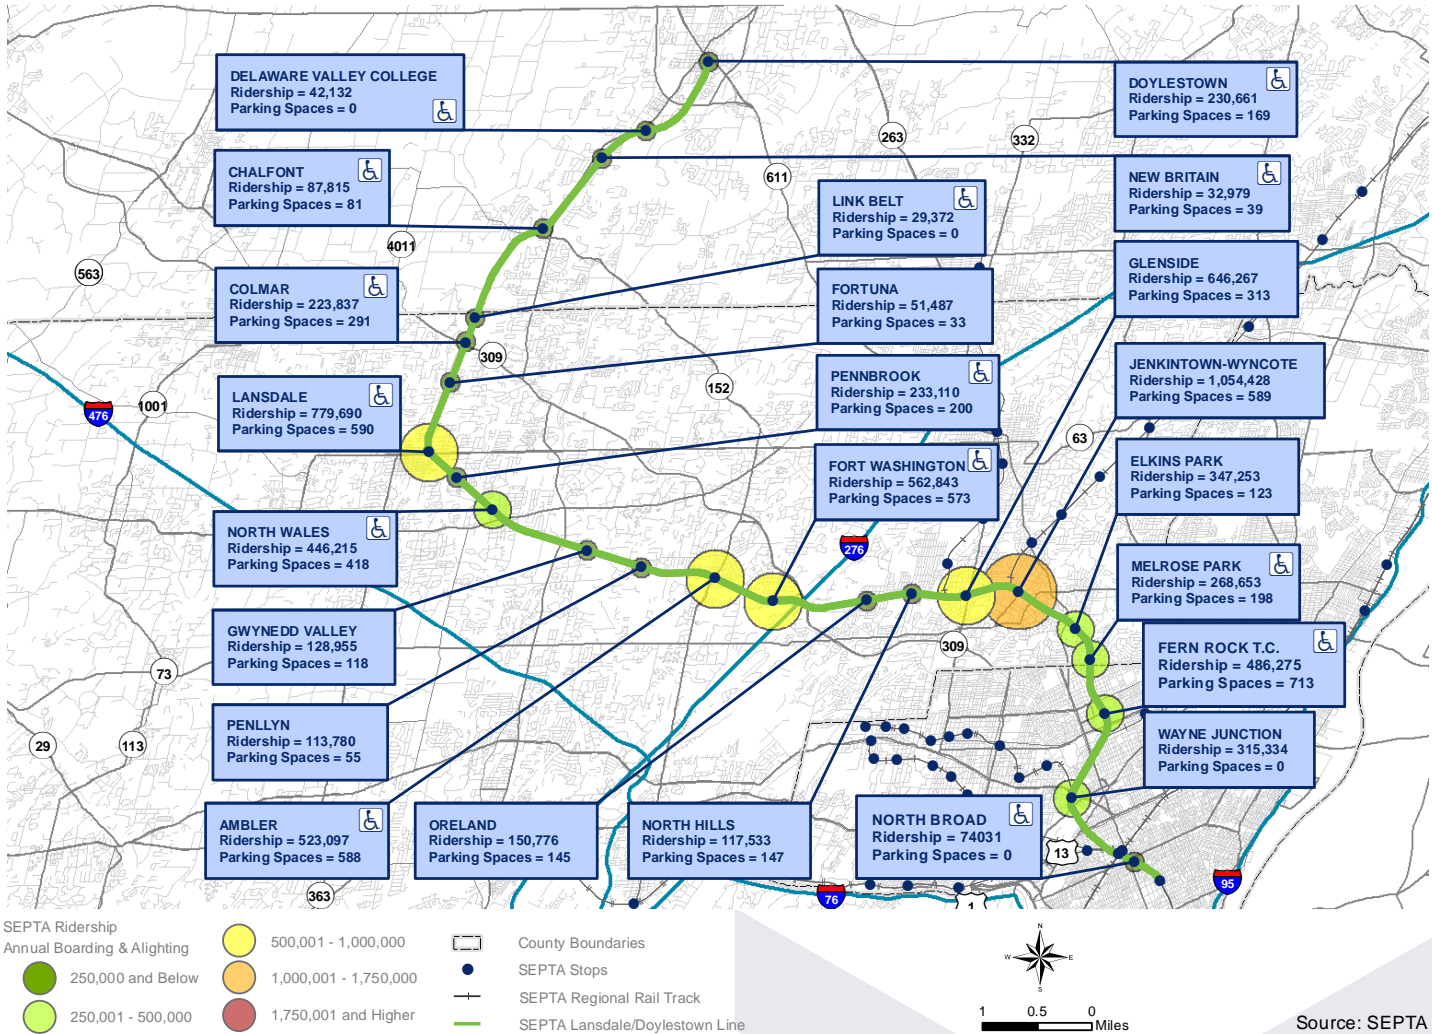 DELAWARE VALLEY COLLEGE
Ridership = 42,132
Parking Spaces = 0
DOYLESTOWN
Ridership = 230,661
Parking Spaces = 169
CHALFONT
Ridership = 87,815
Parking Spaces = 81
LINK BELT
Ridership = 29,372
Parking Spaces = 0
NEW BRITAIN
Ridership = 32,979
Parking Spaces = 39
COLMAR
Ridership = 223,837
Parking Spaces = 291
FORTUNA
Ridership = 51,487
Parking Spaces = 33
GLENSIDE
Ridership = 646,267
Parking Spaces = 313
LANSDALE
Ridership = 779,690
Parking Spaces = 590
PENNBROOK
Ridership = 233,110
Parking Spaces = 200
JENKINTOWN-WYNCOTE
Ridership = 1,054,428
Parking Spaces = 589
FORT WASHINGTON
Ridership = 562,843
Parking Spaces = 573
ELKINS PARK
Ridership = 347,253
Parking Spaces = 123
NORTH WALES
Ridership = 446,215
Parking Spaces = 418
MELROSE PARK
Ridership = 268,653
Parking Spaces = 198
GWYNEDD VALLEY
Ridership = 128,955
Parking Spaces = 118
FERN ROCK T.C.
Ridership = 486,275
Parking Spaces = 713
PENLLYN
Ridership = 113,780
Parking Spaces = 55
WAYNE JUNCTION
Ridership = 315,334
Parking Spaces = 0
AMBLER
Ridership = 523,097
Parking Spaces = 588
ORELAND
Ridership = 150,776
Parking Spaces = 145
NORTH HILLS
Ridership = 117,533
Parking Spaces = 147
NORTH BROAD
Ridership = 74031
Parking Spaces = 0
263
332
611
4011
563
309
152
1001
476
63
276
309
73
29
113
13
363
76
1
95
SEPTA Ridership
Annual Boarding & Alighting
250,000 and Below
250,001 - 500,000
500,001 - 1,000,000
1,000,001 - 1,750,000
1,750,001 and Higher
County Boundaries
SEPTA Stops
SEPTA Regional Rail Track
SEPTA Lansdale/Doylestown Line
N
W
E
S
1 0.5 0
Miles
Source: SEPTA